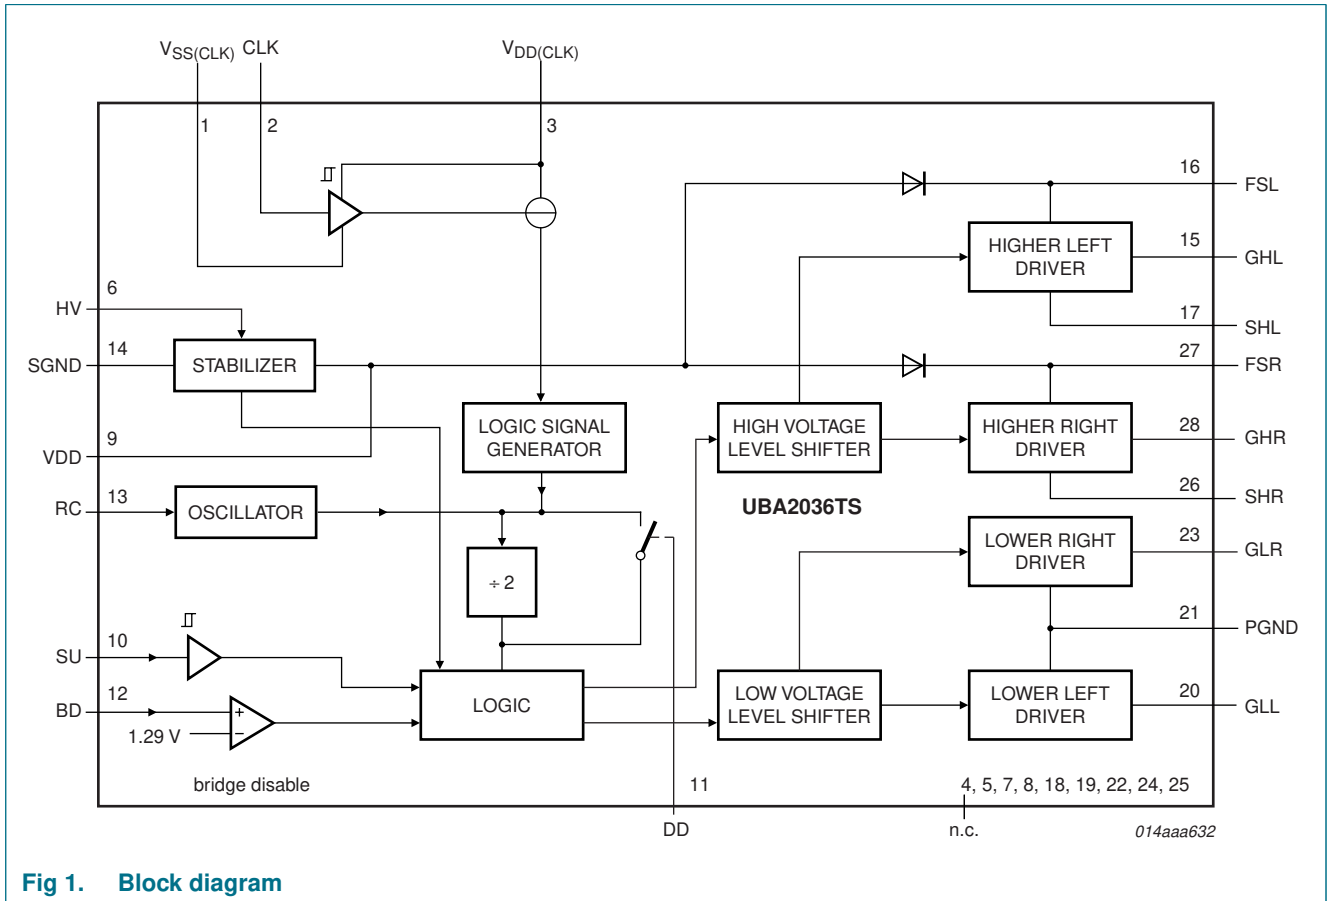 VSS(CLK) CLK VDD(CLK)
1 2 3
16 FSL
HIGHER LEFT
DRIVER
15 GHL
17 SHL
6
HV
14
SGND
STABILIZER
27 FSR
9
VDD
LOGIC SIGNAL
GENERATOR
HIGH VOLTAGE
LEVEL SHIFTER
HIGHER RIGHT
DRIVER
28 GHR
26 SHR
13
RC
OSCILLATOR
UBA2036TS
LOWER RIGHT
DRIVER
23 GLR
÷ 2
21 PGND
10
SU
12
BD
+
1.29 V
−
LOGIC
LOW VOLTAGE
LEVEL SHIFTER
LOWER LEFT
DRIVER
20 GLL
bridge disable
11
4, 5, 7, 8, 18, 19, 22, 24, 25
DD
n.c.
014aaa632
Fig 1. Block diagram